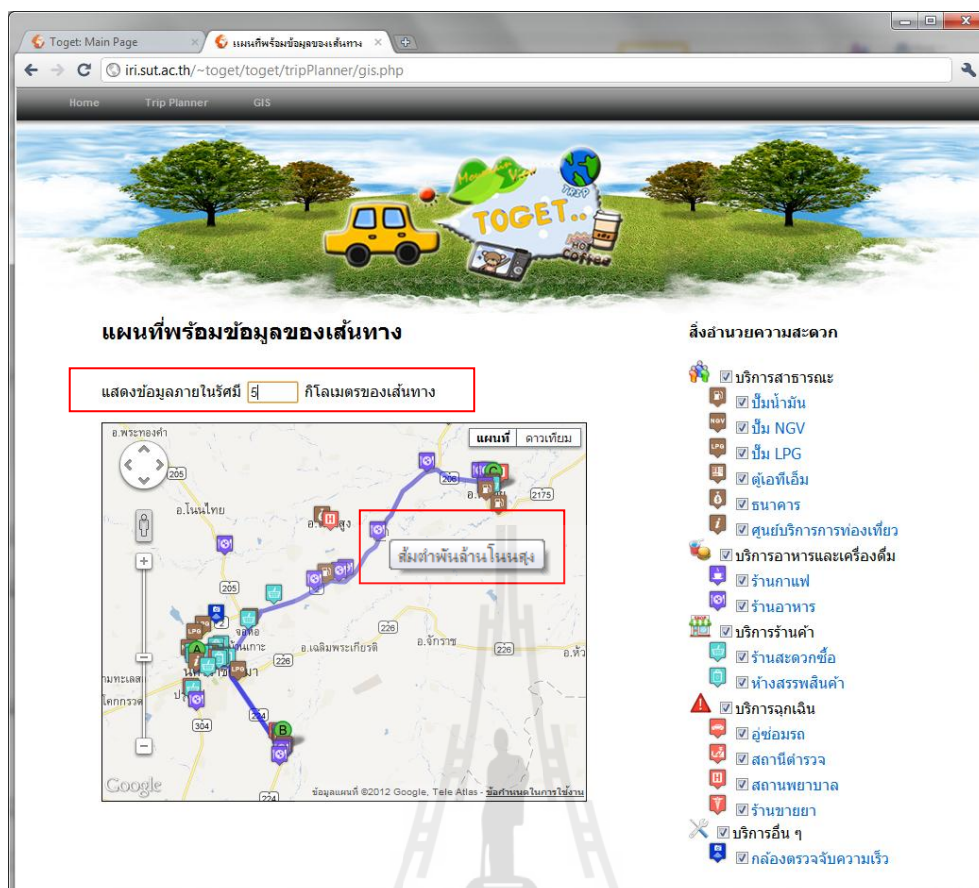 Toget: Main Page
แผนที่พร้อมข้อมูลของเส้นทาง
iri.sut.ac.th/~toget/toget/tripPlanner/gis.php
Home Trip Planner GIS
TRIP
TOGET..
HOT
Coffee
แผนที่พร้อมข้อมูลของเส้นทาง
แสดงข้อมูลภายในรัศมี 5 กิโลเมตรของเส้นทาง
อ.พระทองคำ
แผนที่ ดาวเทียม
205
206
2175
อ.โนนไทย
ส้มตำพันล้านโนนสูง
205
2
226
จอหอ
อ.เฉลิมพระเกียรติ
อ.จักราช
226
226
304
224
224
Google
ข้อมูลแผนที่ ©2012 Google, Tele Atlas - ข้อกำหนดในการใช้งาน
สิ่งอำนวยความสะดวก
บริการสาธารณะ
ปั๊มน้ำมัน
NGV ปั๊ม NGV
LPG ปั๊ม LPG
ตู้เอทีเอ็ม
ธนาคาร
ศูนย์บริการการท่องเที่ยว
บริการอาหารและเครื่องดื่ม
ร้านกาแฟ
ร้านอาหาร
บริการร้านค้า
ร้านสะดวกซื้อ
ห้างสรรพสินค้า
บริการฉุกเฉิน
อู่ซ่อมรถ
สถานีตำรวจ
สถานพยาบาล
ร้านขายยา
บริการอื่น ๆ
กล้องตรวจจับความเร็ว